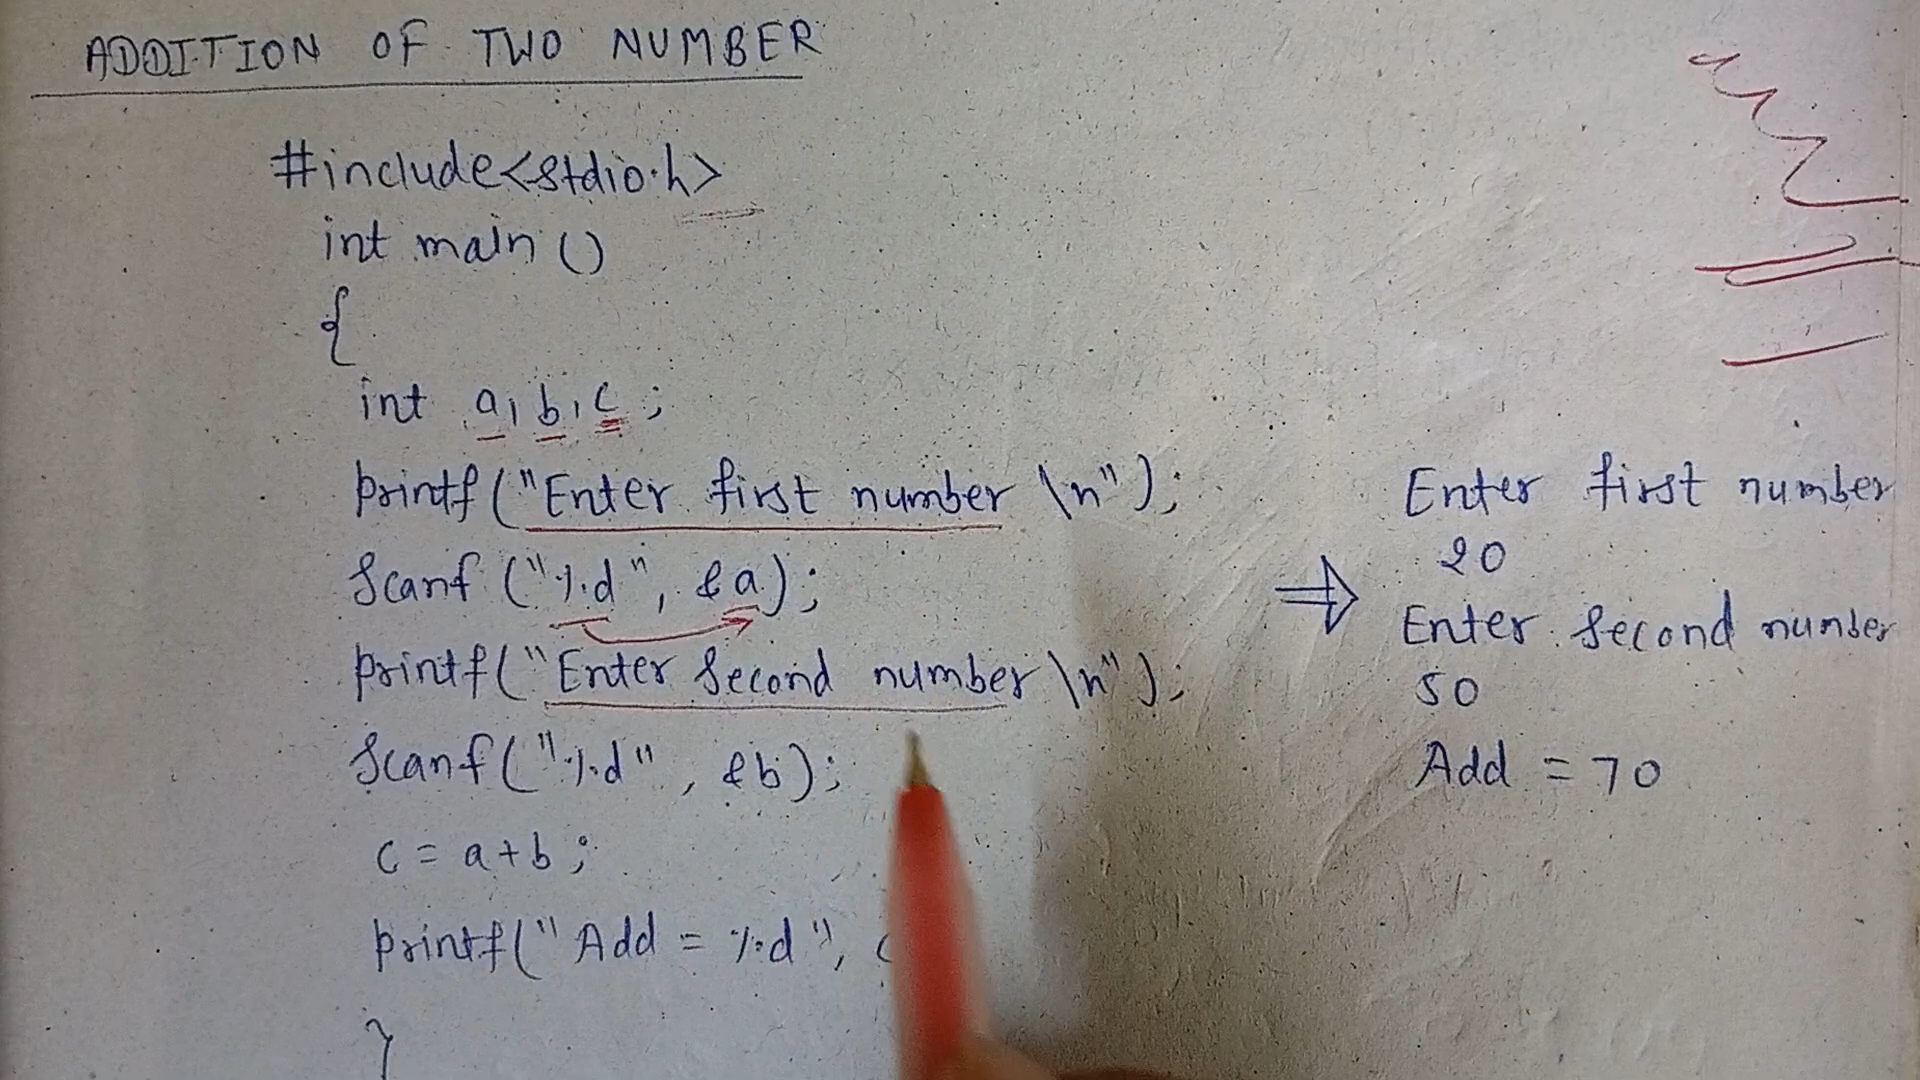 ADDITION OF TWO NUMBER
#include<stdio.h>
int main ()
{
int a, b, c ;
printf ("Enter first number \n");
Scanf ("%d", &a);
printf("Enter Second number \n");
Scanf("%d", &b);
c = a+b ;
printf(" Add = %d ",
}
⇒
Enter first number
20
Enter Second number
50
Add = 70